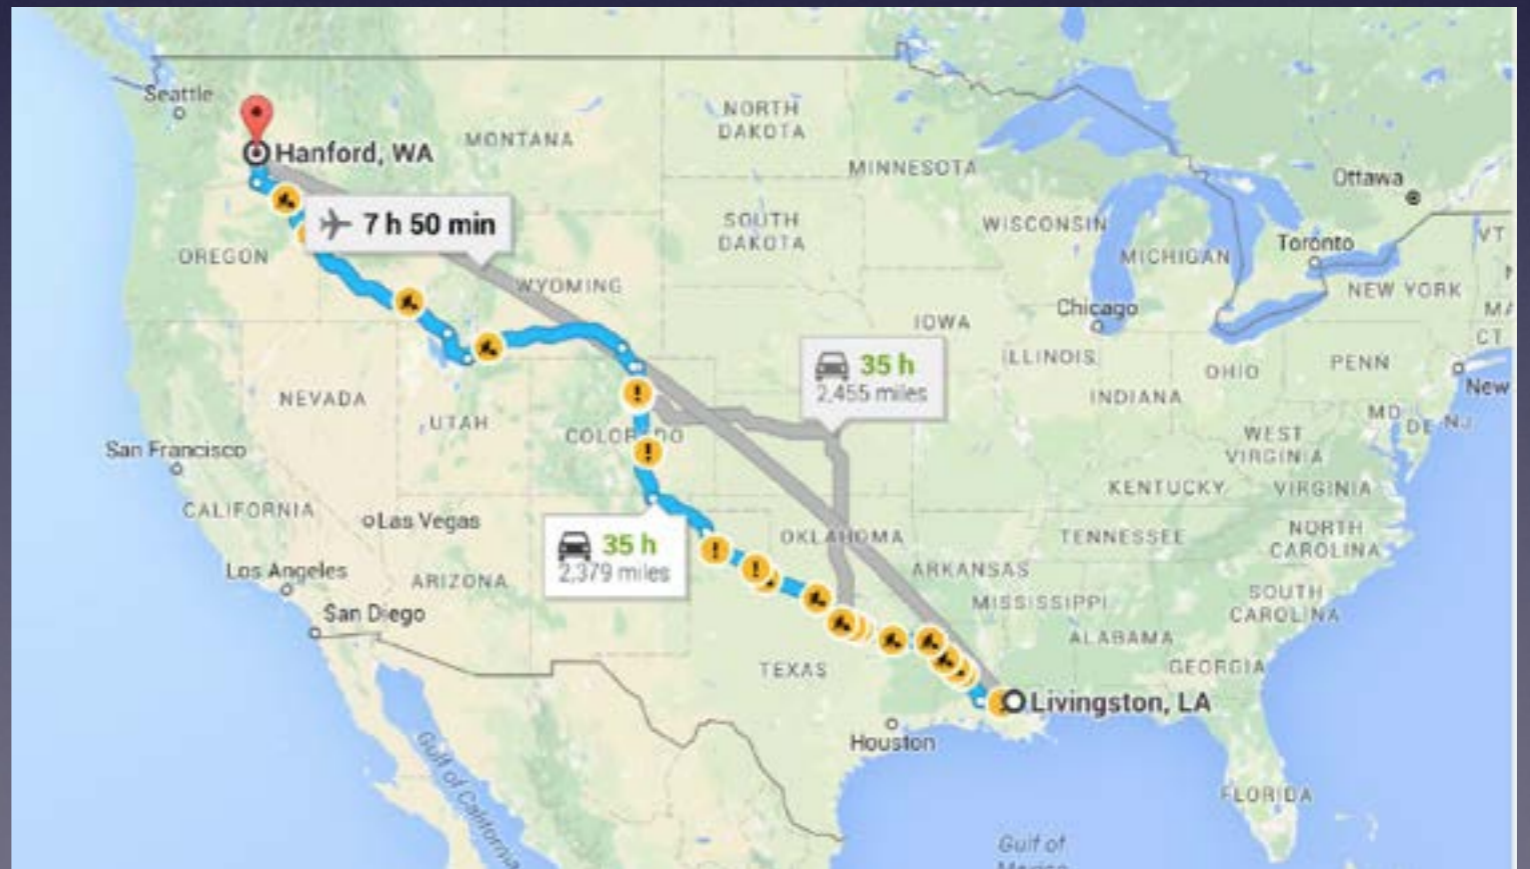 Seattle
Hanford, WA
MONTANA
NORTH
DAKOTA
MINNESOTA
Ottawa
7 h 50 min
OREGON
SOUTH
DAKOTA
WISCONSIN
MICHIGAN
Toronto
VT
NEW YORK
WYOMING
Chicago
IOWA
MA
CT
35 h
2,455 miles
ILLINOIS
OHIO
PENN
New
NEVADA
UTAH
COLORADO
INDIANA
MD
DE
NJ
San Francisco
WEST
VIRGINIA
CALIFORNIA
Las Vegas
KENTUCKY
VIRGINIA
35 h
2,379 miles
OKLAHOMA
TENNESSEE
NORTH
CAROLINA
Los Angeles
ARIZONA
ARKANSAS
San Diego
MISSISSIPPI
SOUTH
CAROLINA
ALABAMA
TEXAS
GEORGIA
Livingston, LA
Houston
Gulf of California
FLORIDA
Gulf of